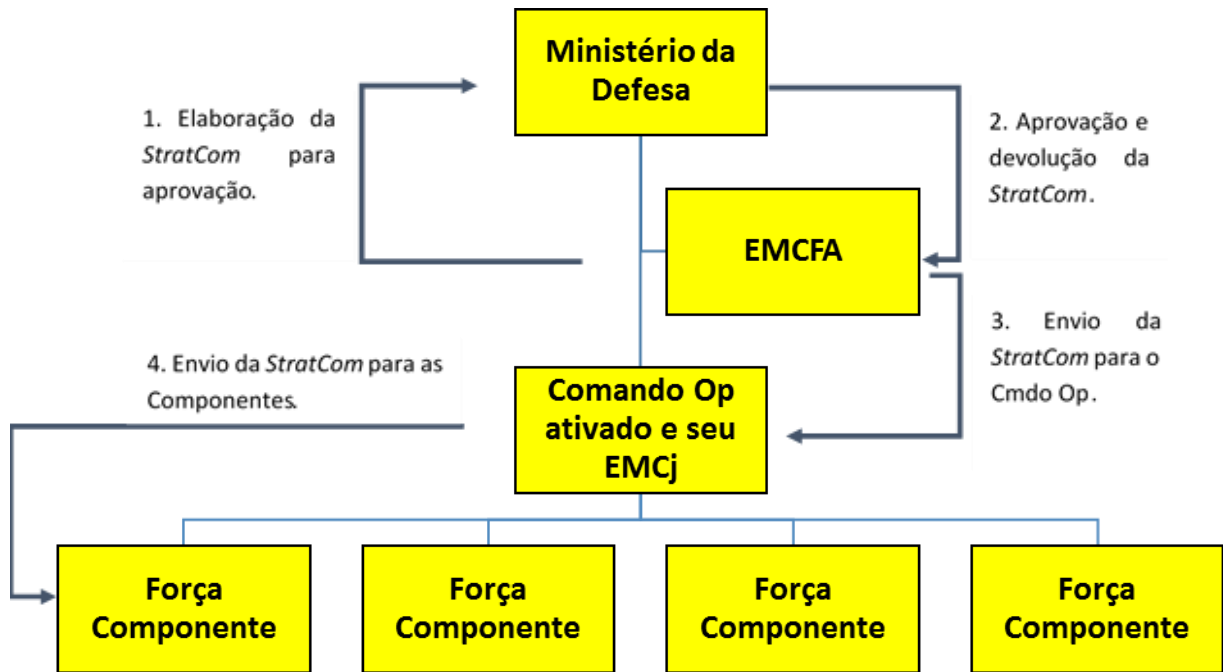 Ministério da
Defesa
1. Elaboração da
StratCom para
aprovação.
2. Aprovação e
devolução da
StratCom.
EMCFA
3. Envio da
StratCom para o
Cmdo Op.
4. Envio da StratCom para as
Componentes.
Comando Op
ativado e seu
EMCj
Força
Componente
Força
Componente
Força
Componente
Força
Componente